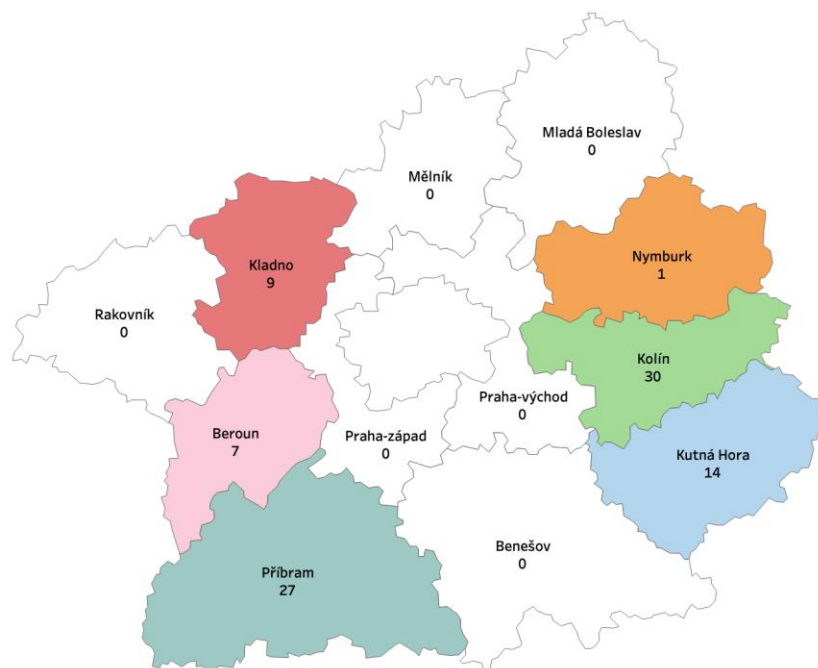 Mladá Boleslav
0
Mělník
0
Nymburk
1
Kladno
9
Rakovník
0
Kolín
30
Praha-východ
0
Beroun
7
Praha-západ
0
Kutná Hora
14
Benešov
0
Příbram
27